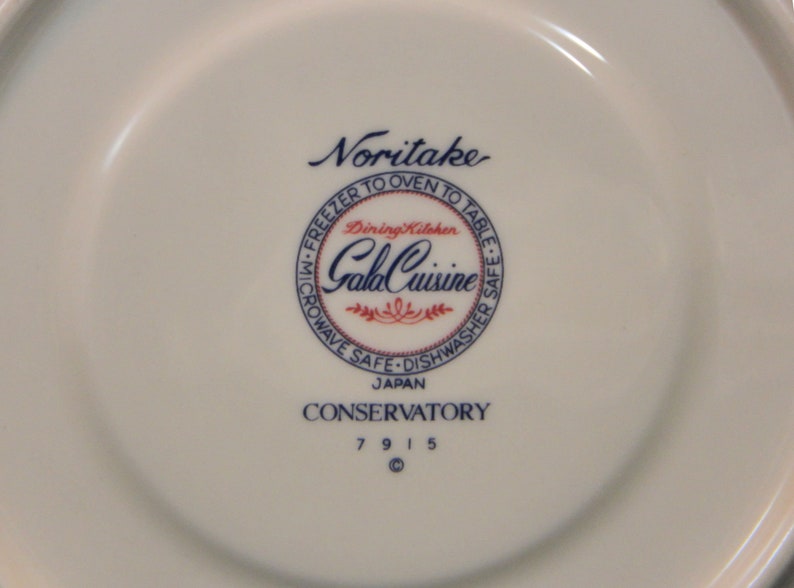 Noritake
FREEZER TO OVEN TO TABLE • DISHWASHER SAFE • MICROWAVE SAFE •
Dining Kitchen
Gala Cuisine
JAPAN
CONSERVATORY
7915
©